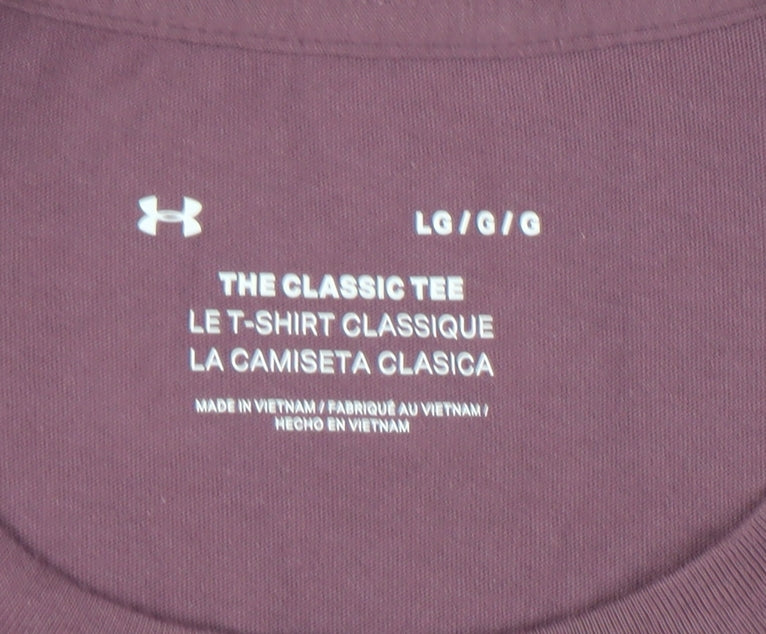 LG / G / G
THE CLASSIC TEE
LE T-SHIRT CLASSIQUE
LA CAMISETA CLASICA
MADE IN VIETNAM / FABRIQUÉ AU VIETNAM /
HECHO EN VIETNAM